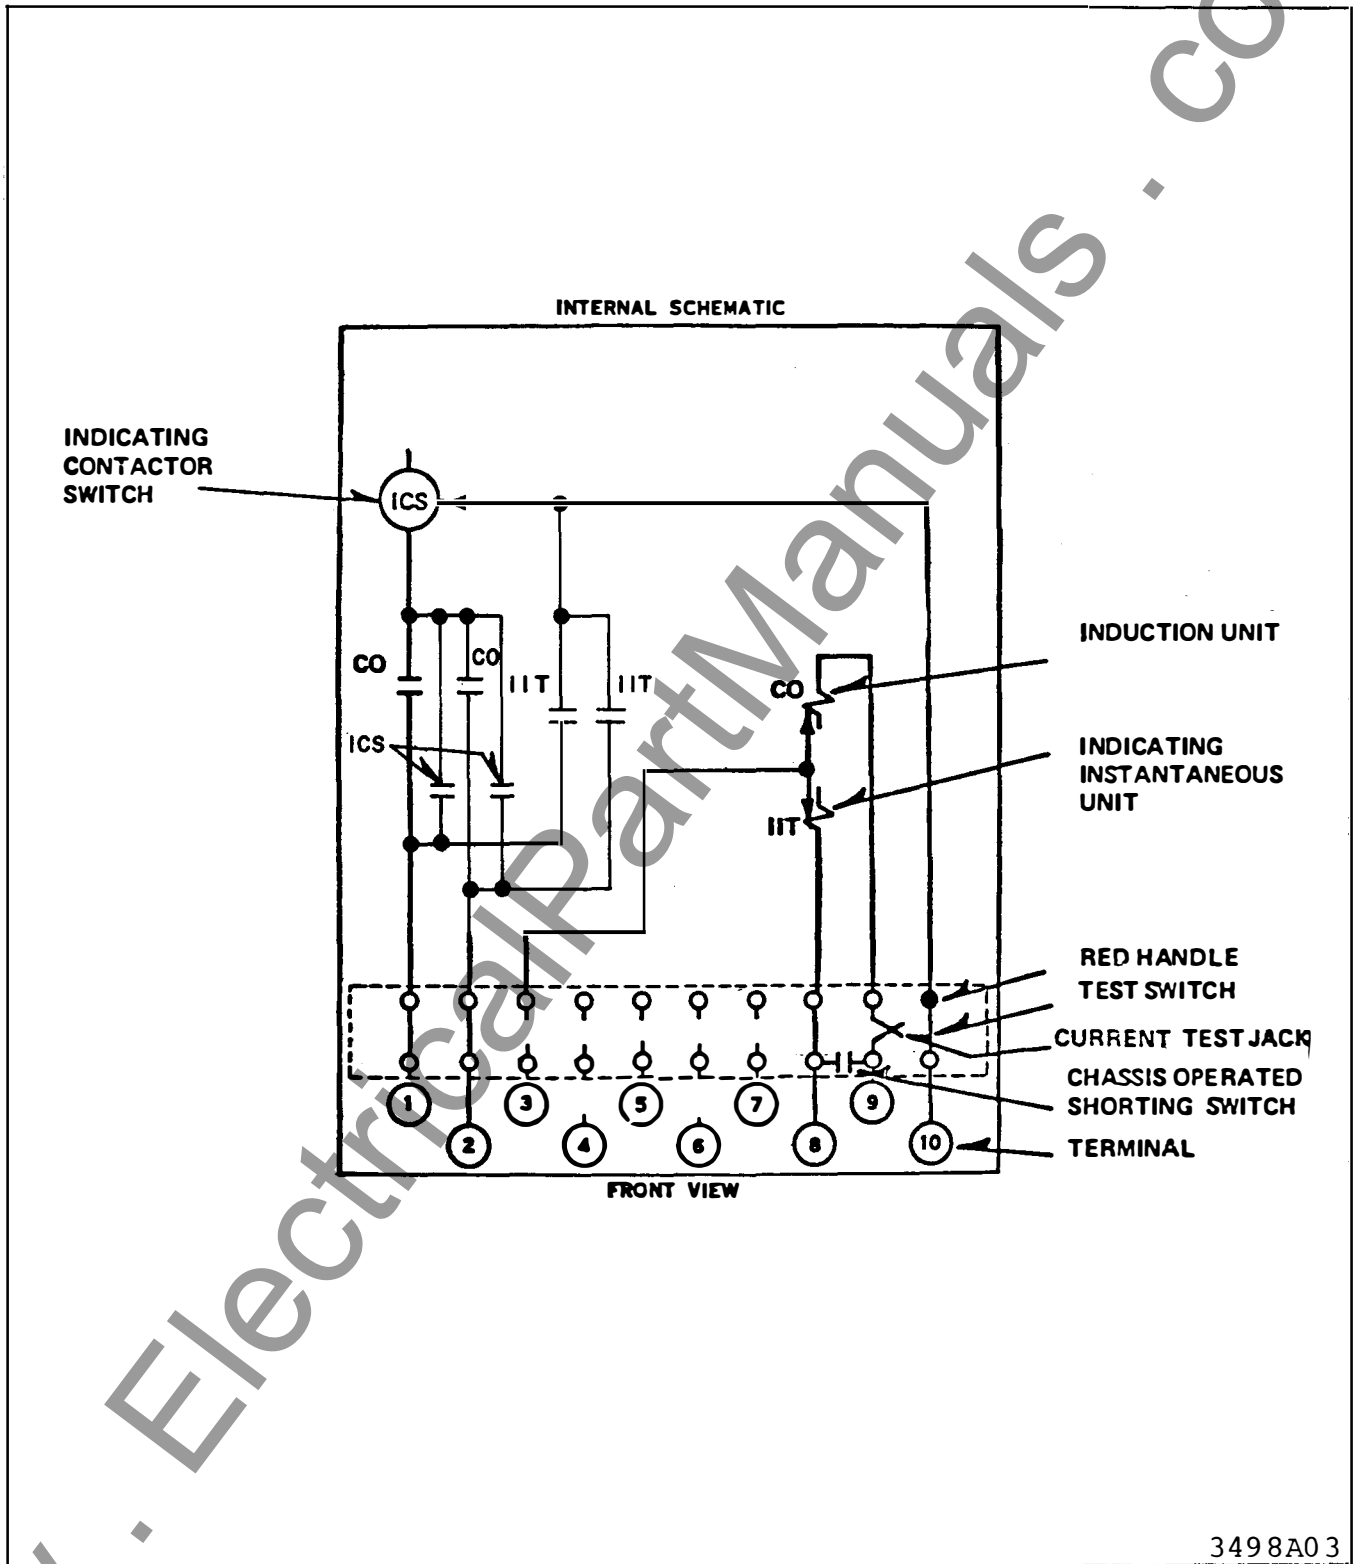 INTERNAL SCHEMATIC
INDICATING
CONTACTOR
SWITCH
ICS
CO
CO
IIT
IIT
ICS
CO
IIT
INDUCTION UNIT
INDICATING
INSTANTANEOUS
UNIT
RED HANDLE
TEST SWITCH
CURRENT TEST JACK
CHASSIS OPERATED
SHORTING SWITCH
TERMINAL
1
2
3
4
5
6
7
8
9
10
FRONT VIEW
. ElectricalPartManuals . co
3498A03